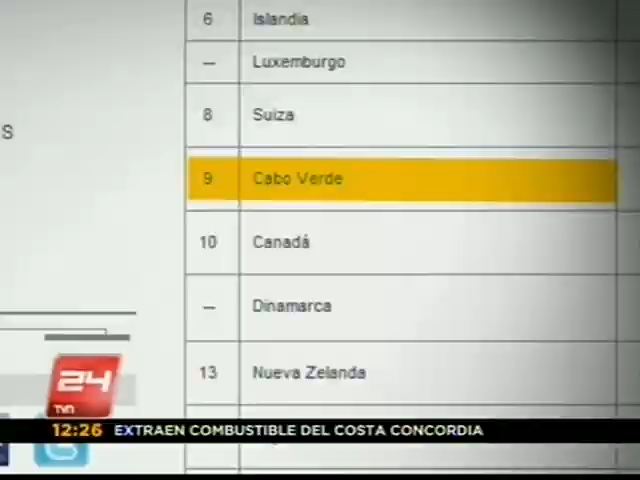 6 Islandia
– Luxemburgo
S
8 Suiza
9 Cabo Verde
10 Canadá
– Dinamarca
13 Nueva Zelanda
24
TVN
12:26 EXTRAEN COMBUSTIBLE DEL COSTA CONCORDIA